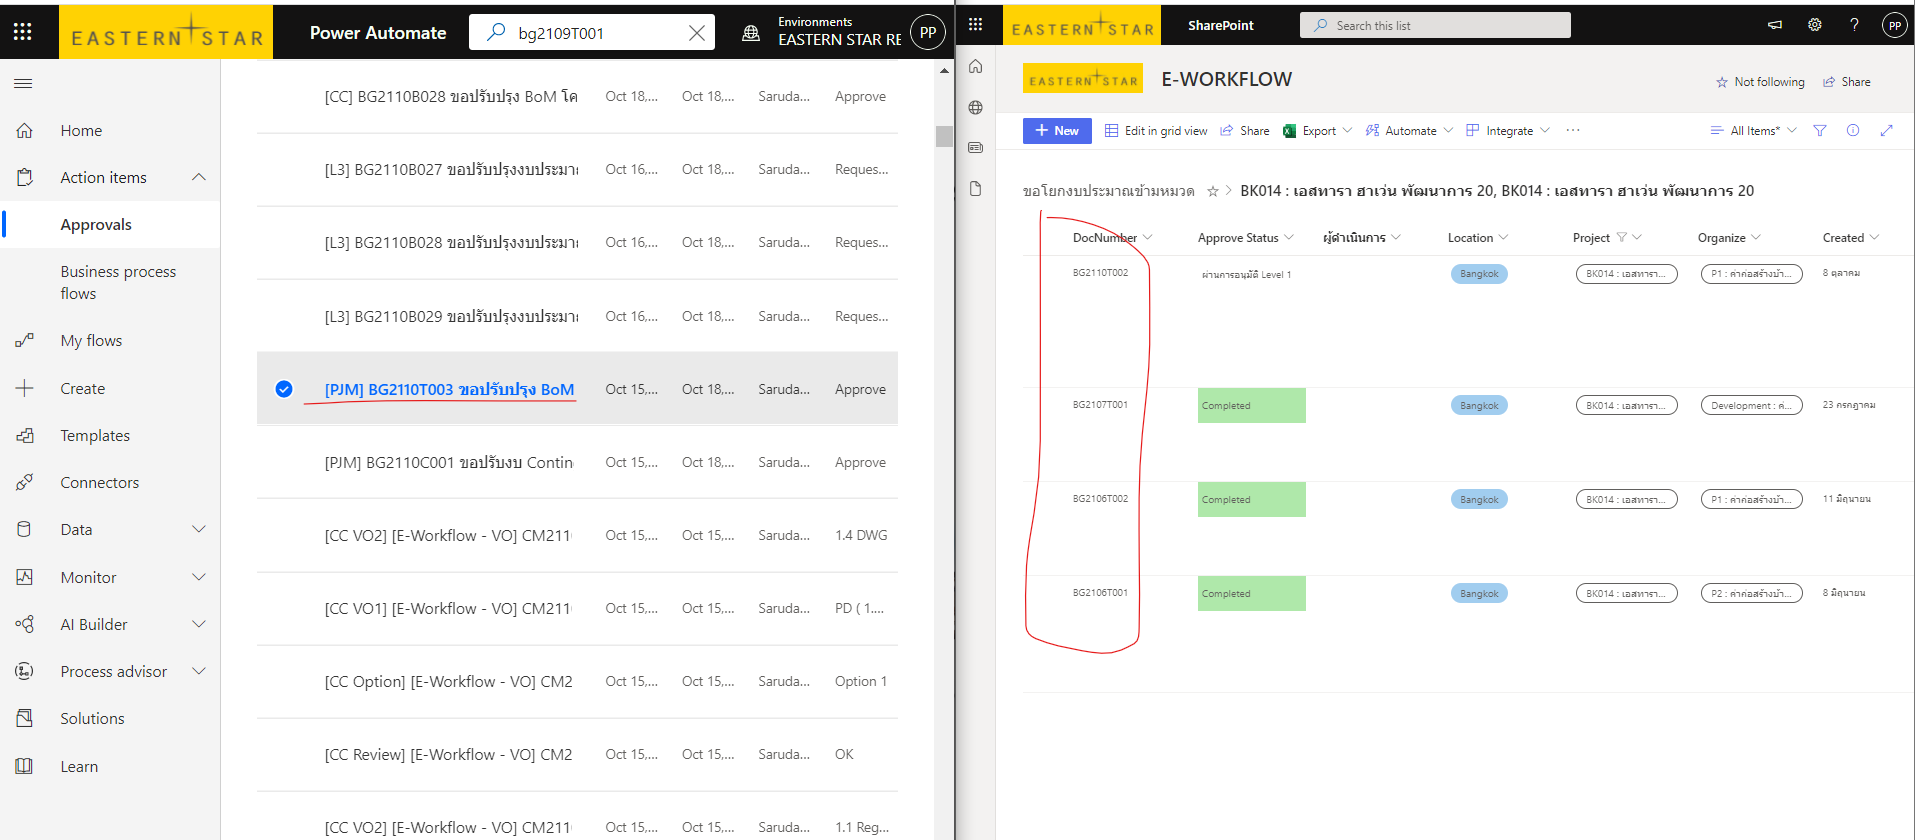 EASTERN STAR
Power Automate
bg2109T001
Environments
EASTERN STAR RE
PP
Home
Action items
Approvals
Business process
flows
My flows
Create
Templates
Connectors
Data
Monitor
AI Builder
Process advisor
Solutions
Learn
[CC] BG2110B028 ขอปรับปรุง BoM โค Oct 18,... Oct 18,... Saruda... Approve
[L3] BG2110B027 ขอปรับปรุงงบประมา Oct 16,... Oct 18,... Saruda... Reques...
[L3] BG2110B028 ขอปรับปรุงงบประมา Oct 16,... Oct 18,... Saruda... Reques...
[L3] BG2110B029 ขอปรับปรุงงบประมา Oct 16,... Oct 18,... Saruda... Reques...
[PJM] BG2110T003 ขอปรับปรุง BoM Oct 15,... Oct 18,... Saruda... Approve
[PJM] BG2110C001 ขอปรับงบ Contin Oct 15,... Oct 18,... Saruda... Approve
[CC VO2] [E-Workflow - VO] CM211 Oct 15,... Oct 15,... Saruda... 1.4 DWG
[CC VO1] [E-Workflow - VO] CM211 Oct 15,... Oct 15,... Saruda... PD ( 1....
[CC Option] [E-Workflow - VO] CM2 Oct 15,... Oct 15,... Saruda... Option 1
[CC Review] [E-Workflow - VO] CM2 Oct 15,... Oct 15,... Saruda... OK
[CC VO2] [E-Workflow - VO] CM211 Oct 15,... Oct 15,... Saruda... 1.1 Reg...
EASTERN STAR
SharePoint
Search this list
PP
EASTERN STAR
E-WORKFLOW
Not following
Share
New
Edit in grid view
Share
Export
Automate
Integrate
...
All Items*
ขอโยกงบประมาณข้ามหมวด
BK014 : เอสทารา ฮาเว่น พัฒนาการ 20, BK014 : เอสทารา ฮาเว่น พัฒนาการ 20
DocNumber Approve Status ผู้ดำเนินการ Location Project Organize Created
BG2110T002 ผ่านการอนุมัติ Level 1 Bangkok BK014 : เอสทารา... P1 : ค่าก่อสร้างบ้า... 8 ตุลาคม
BG2107T001 Completed Bangkok BK014 : เอสทารา... Development : ค่... 23 กรกฎาคม
BG2106T002 Completed Bangkok BK014 : เอสทารา... P1 : ค่าก่อสร้างบ้า... 11 มิถุนายน
BG2106T001 Completed Bangkok BK014 : เอสทารา... P2 : ค่าก่อสร้างบ้า... 8 มิถุนายน